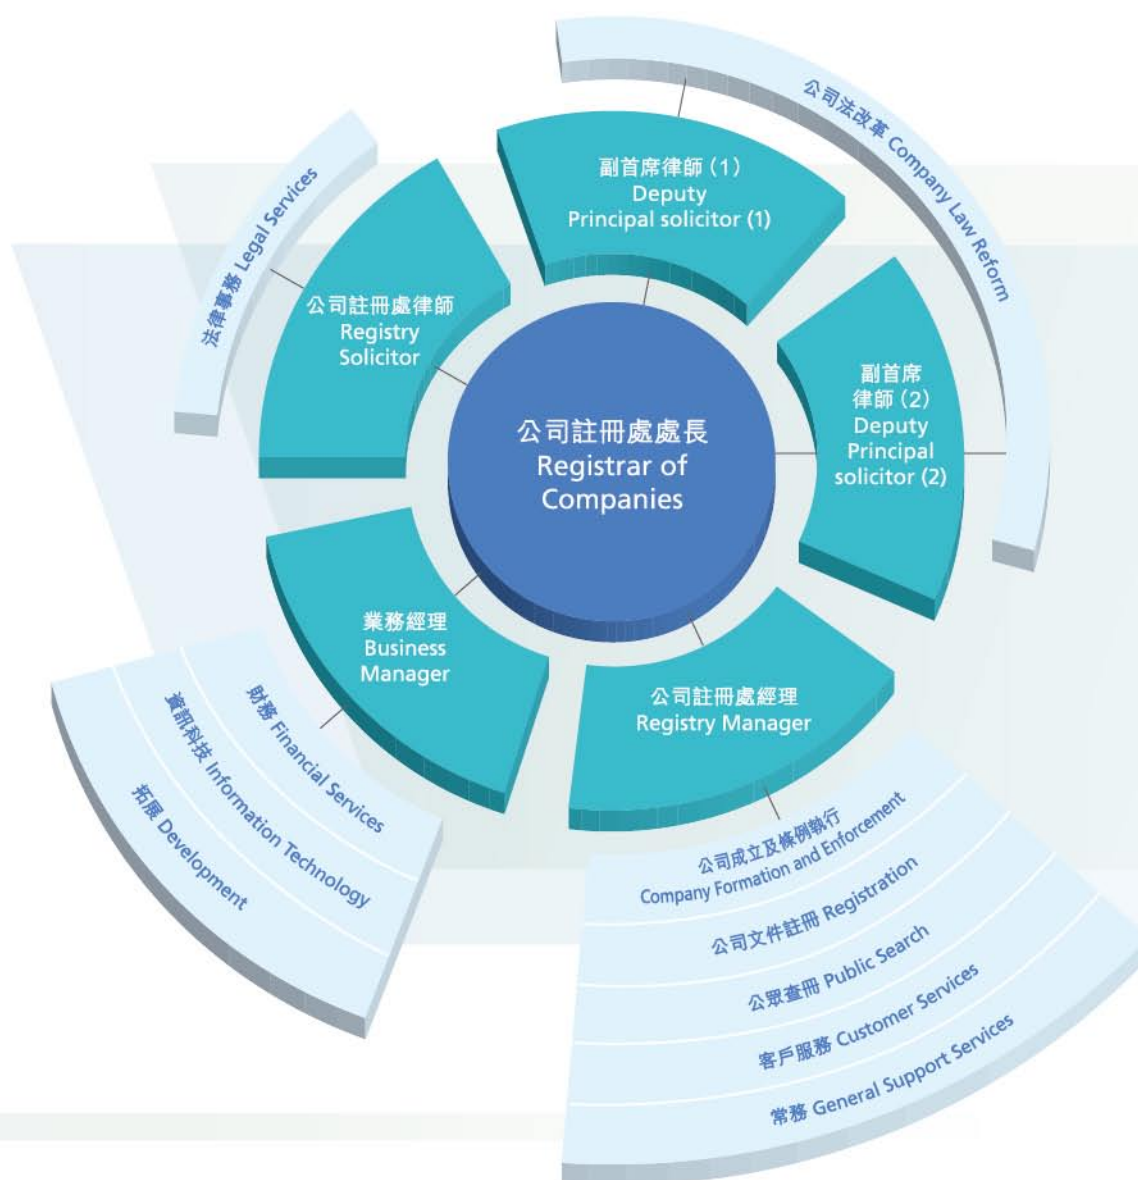 公司註冊處處長
Registrar of
Companies
副首席律師 (1)
Deputy
Principal solicitor (1)
公司法改革 Company Law Reform
副首席
律師 (2)
Deputy
Principal
solicitor (2)
公司註冊處經理
Registry Manager
公司成立及條例執行
Company Formation and Enforcement
公司文件註冊 Registration
公眾查冊 Public Search
客戶服務 Customer Services
常務 General Support Services
業務經理
Business
Manager
財務 Financial Services
資訊科技 Information Technology
拓展 Development
公司註冊處律師
Registry
Solicitor
法律事務 Legal Services